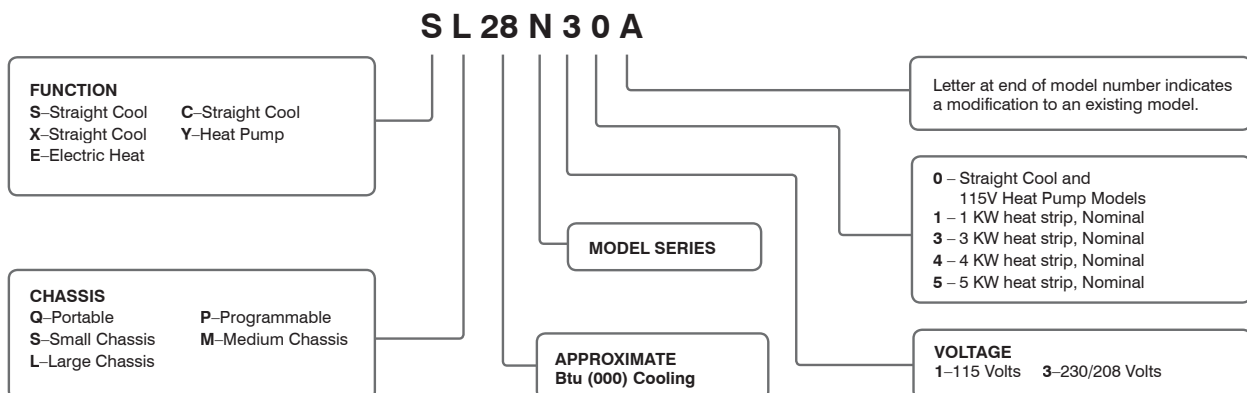 S L 28 N 3 0 A
FUNCTION
S–Straight Cool C–Straight Cool
X–Straight Cool Y–Heat Pump
E–Electric Heat
CHASSIS
Q–Portable P–Programmable
S–Small Chassis M–Medium Chassis
L–Large Chassis
MODEL SERIES
APPROXIMATE
Btu (000) Cooling
Letter at end of model number indicates
a modification to an existing model.
0 – Straight Cool and
115V Heat Pump Models
1 – 1 KW heat strip, Nominal
3 – 3 KW heat strip, Nominal
4 – 4 KW heat strip, Nominal
5 – 5 KW heat strip, Nominal
VOLTAGE
1–115 Volts 3–230/208 Volts